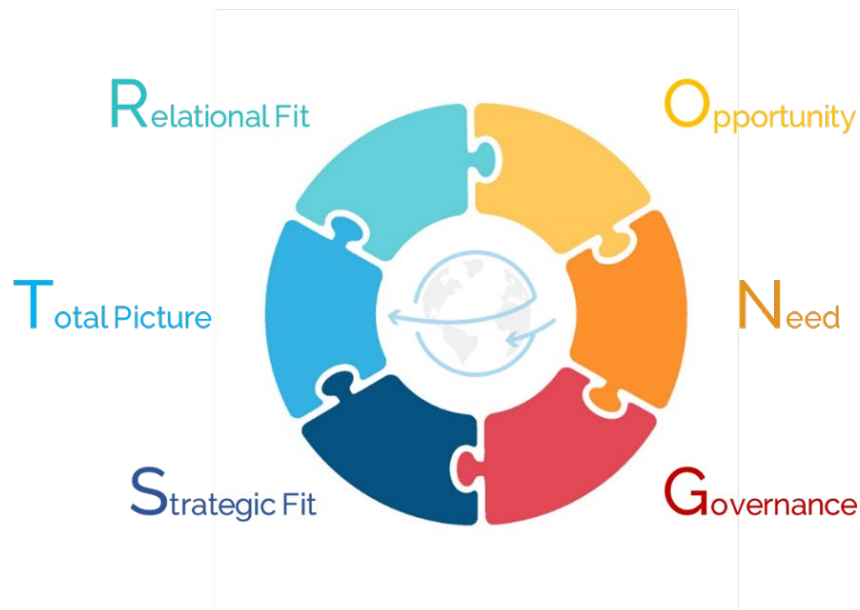 Relational Fit
Opportunity
Total Picture
Need
Strategic Fit
Governance